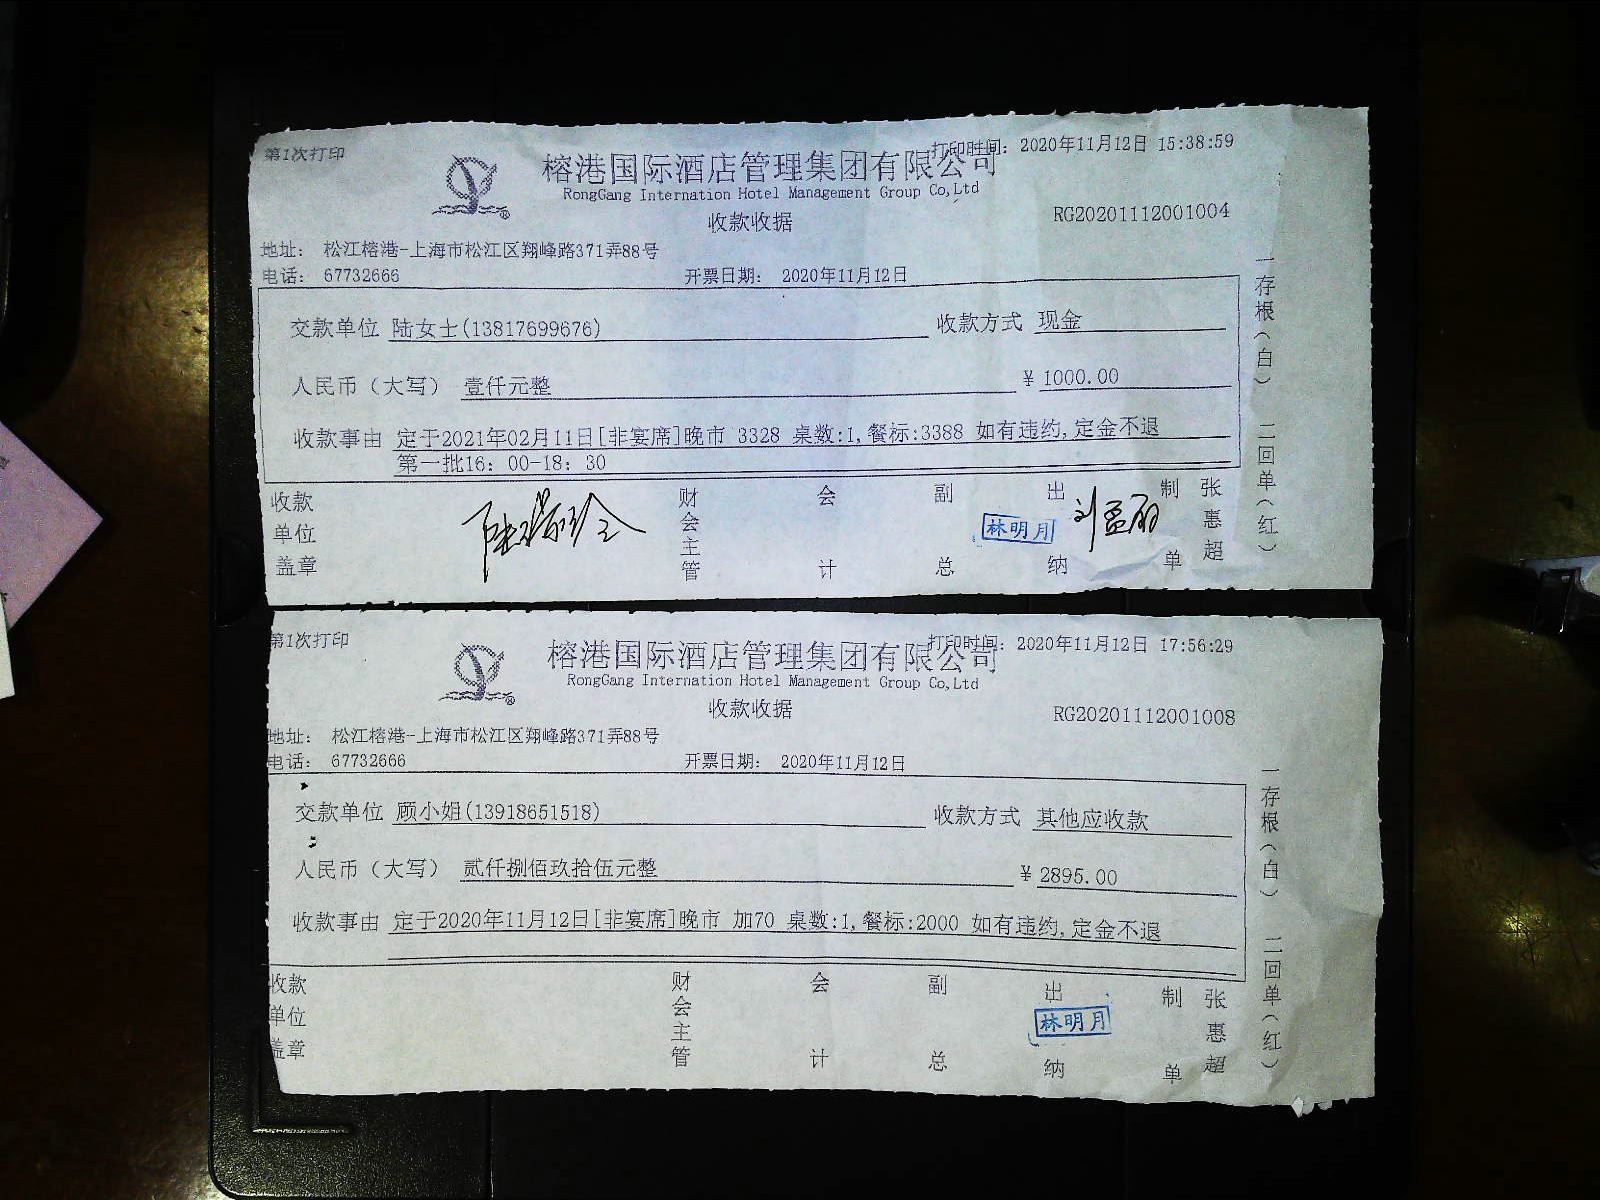 第1次打印
打印时间：2020年11月12日 15:38:59
榕港国际酒店管理集团有限公司
RongGang Internation Hotel Management Group Co,Ltd
收款收据
RG20201112001004
地址： 松江榕港-上海市松江区翔峰路371弄88号
电话： 67732666
开票日期： 2020年11月12日
交款单位 陆女士(13817699676)
收款方式 现金
人民币（大写） 壹仟元整
¥ 1000.00
收款事由 定于2021年02月11日[非宴席]晚市 3328 桌数:1,餐标:3388 如有违约,定金不退
第一批16：00-18：30
收款单位盖章
财会主管
会计
副总
出纳
林明月
制单
张惠超
一存根（白） 二回单（红）
第1次打印
打印时间：2020年11月12日 17:56:29
榕港国际酒店管理集团有限公司
RongGang Internation Hotel Management Group Co,Ltd
收款收据
RG20201112001008
地址： 松江榕港-上海市松江区翔峰路371弄88号
电话： 67732666
开票日期： 2020年11月12日
交款单位 顾小姐(13918651518)
收款方式 其他应收款
人民币（大写） 贰仟捌佰玖拾伍元整
¥ 2895.00
收款事由 定于2020年11月12日[非宴席]晚市 加70 桌数:1,餐标:2000 如有违约,定金不退
收款单位盖章
财会主管
会计
副总
出纳
林明月
制单
张惠超
一存根（白） 二回单（红）